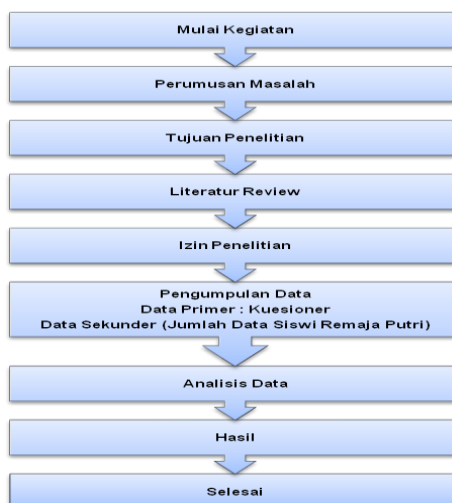 Mulai Kegiatan
Perumusan Masalah
Tujuan Penelitian
Literatur Review
Izin Penelitian
Pengumpulan Data
Data Primer : Kuesioner
Data Sekunder (Jumlah Data Siswi Remaja Putri)
Analisis Data
Hasil
Selesai